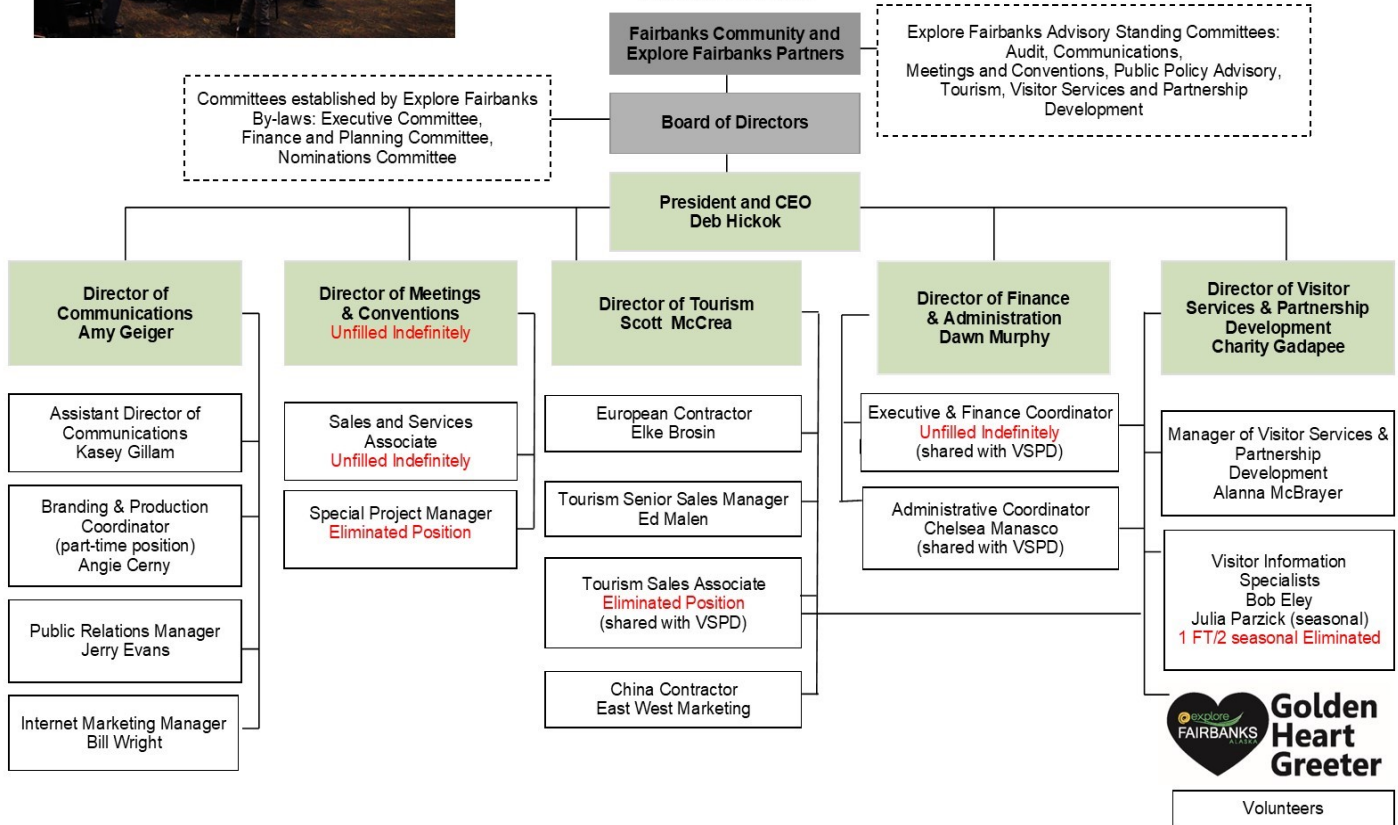 Fairbanks Community and
Explore Fairbanks Partners
Explore Fairbanks Advisory Standing Committees:
Audit, Communications,
Meetings and Conventions, Public Policy Advisory,
Tourism, Visitor Services and Partnership
Development
Committees established by Explore Fairbanks
By-laws: Executive Committee,
Finance and Planning Committee,
Nominations Committee
Board of Directors
President and CEO
Deb Hickok
Director of
Communications
Amy Geiger
Assistant Director of
Communications
Kasey Gillam
Branding & Production
Coordinator
(part-time position)
Angie Cerny
Public Relations Manager
Jerry Evans
Internet Marketing Manager
Bill Wright
Director of Meetings
& Conventions
Unfilled Indefinitely
Sales and Services
Associate
Unfilled Indefinitely
Special Project Manager
Eliminated Position
Director of Tourism
Scott McCrea
European Contractor
Elke Brosin
Tourism Senior Sales Manager
Ed Malen
Tourism Sales Associate
Eliminated Position
(shared with VSPD)
China Contractor
East West Marketing
Director of Finance
& Administration
Dawn Murphy
Executive & Finance Coordinator
Unfilled Indefinitely
(shared with VSPD)
Administrative Coordinator
Chelsea Manasco
(shared with VSPD)
Director of Visitor
Services & Partnership
Development
Charity Gadapee
Manager of Visitor Services &
Partnership
Development
Alanna McBrayer
Visitor Information
Specialists
Bob Eley
Julia Parzick (seasonal)
1 FT/2 seasonal Eliminated
explore
FAIRBANKS
ALASKA
Golden
Heart
Greeter
Volunteers